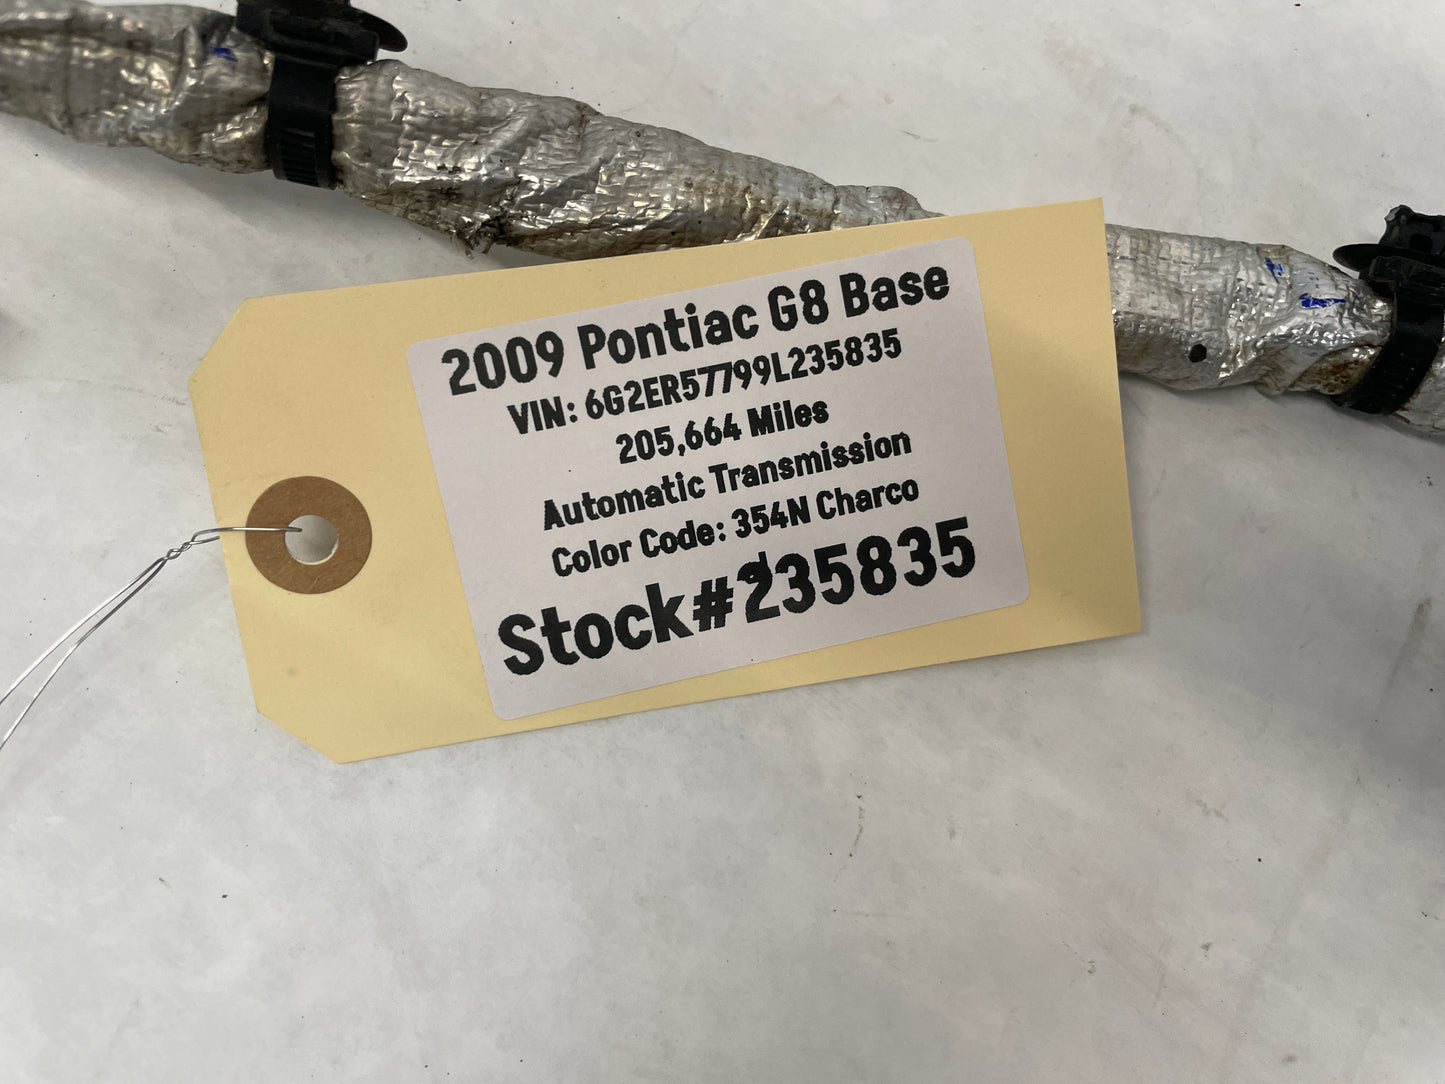 2009 Pontiac G8 Base
VIN: 6G2ER57799L235835
205,664 Miles
Automatic Transmission
Color Code: 354N Charco
Stock#235835